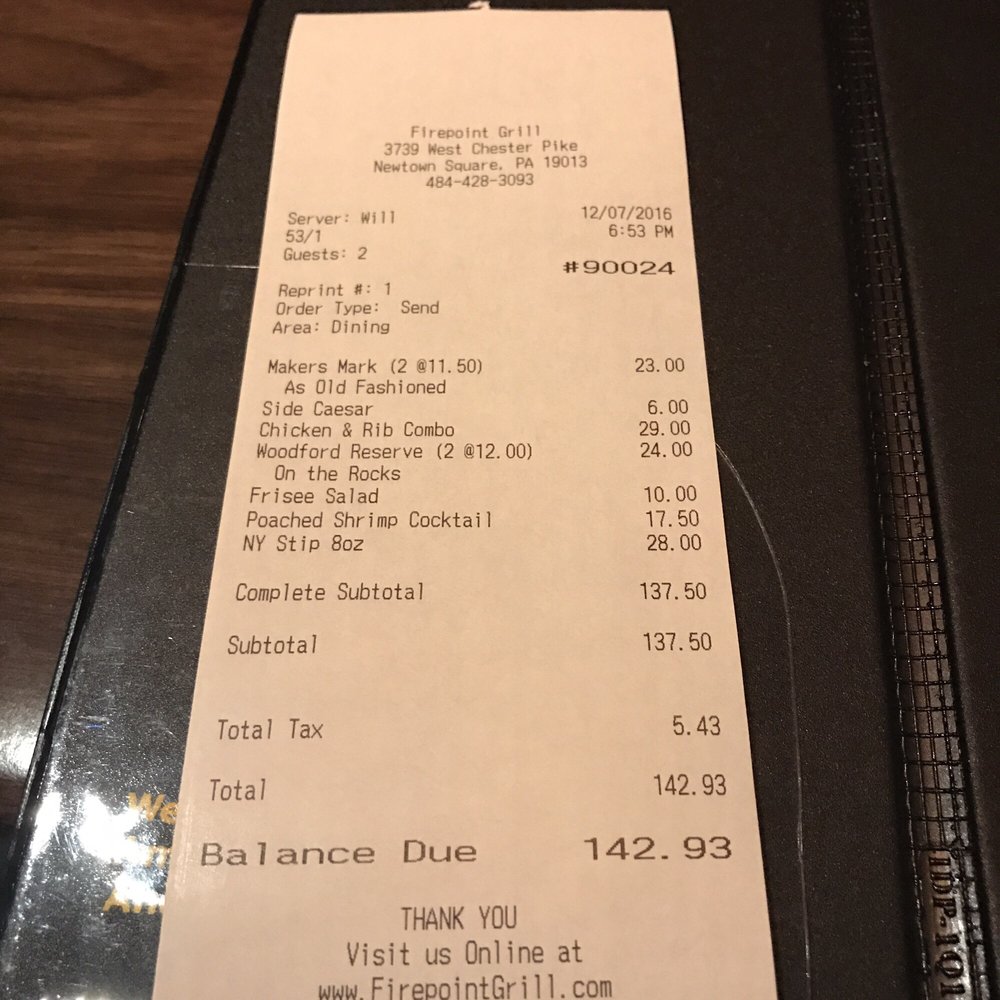 Firepoint Grill
3739 West Chester Pike
Newtown Square, PA 19013
484-428-3093
Server: Will 12/07/2016
53/1 6:53 PM
Guests: 2
#90024
Reprint #: 1
Order Type: Send
Area: Dining
Makers Mark (2 @11.50) 23.00
As Old Fashioned
Side Caesar 6.00
Chicken & Rib Combo 29.00
Woodford Reserve (2 @12.00) 24.00
On the Rocks
Frisee Salad 10.00
Poached Shrimp Cocktail 17.50
NY Stip 8oz 28.00
Complete Subtotal 137.50
Subtotal 137.50
Total Tax 5.43
Total 142.93
Balance Due 142.93
THANK YOU
Visit us Online at
www.FirepointGrill.com
We